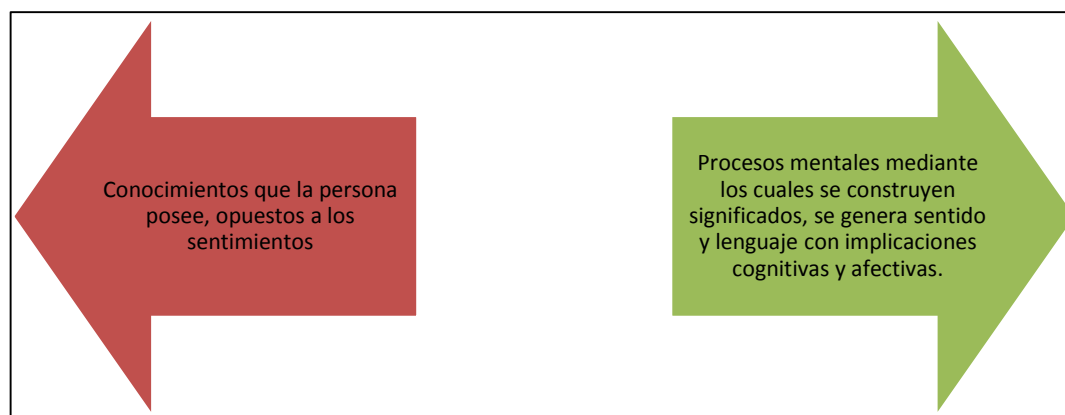 Conocimientos que la persona
posee, opuestos a los
sentimientos
Procesos mentales mediante
los cuales se construyen
significados, se genera sentido
y lenguaje con implicaciones
cognitivas y afectivas.